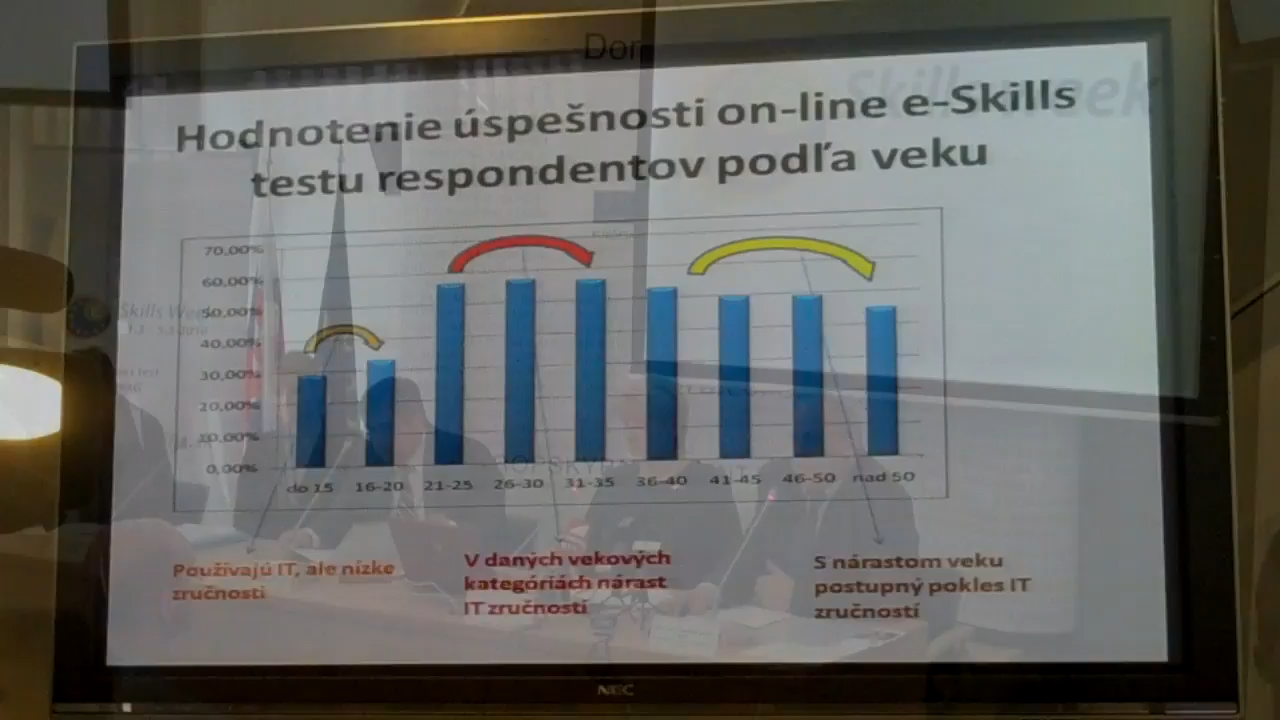 Hodnotenie úspešnosti on-line e-Skills
testu respondentov podľa veku
70,00%
60,00%
50,00%
40,00%
30,00%
20,00%
10,00%
0,00%
do 15 16-20 21-25 26-30 31-35 36-40 41-45 46-50 nad 50
Používajú IT, ale nízke
zručnosti
V daných vekových
kategóriách nárast
IT zručností
S nárastom veku
postupný pokles IT
zručností
NEC